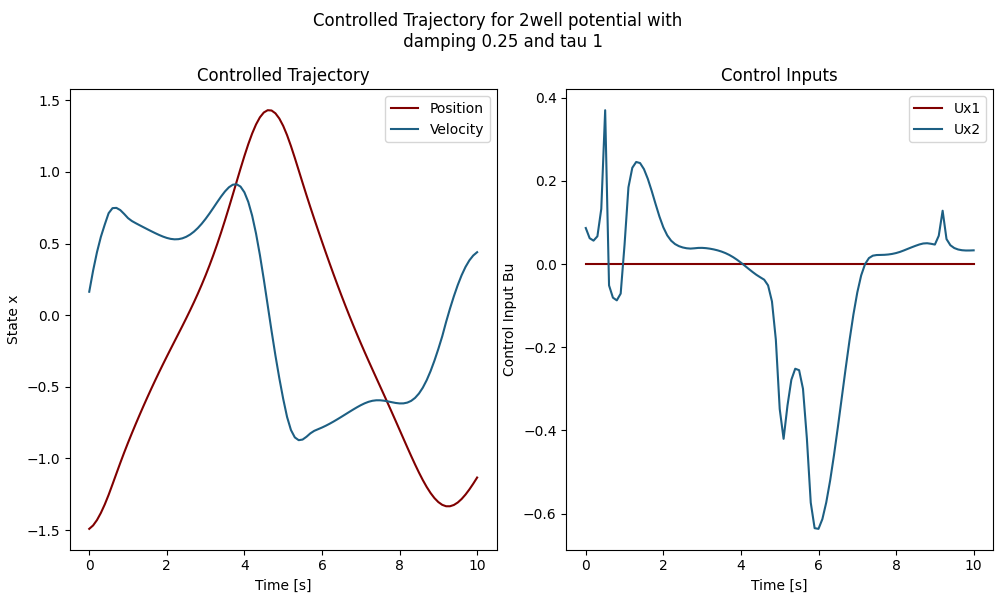 Controlled Trajectory for 2well potential with
damping 0.25 and tau 1
Controlled Trajectory
State x
1.5
1.0
0.5
0.0
−0.5
−1.0
−1.5
Position
Velocity
0 2 4 6 8 10
Time [s]
Control Inputs
Control Input Bu
0.4
0.2
0.0
−0.2
−0.4
−0.6
Ux1
Ux2
0 2 4 6 8 10
Time [s]